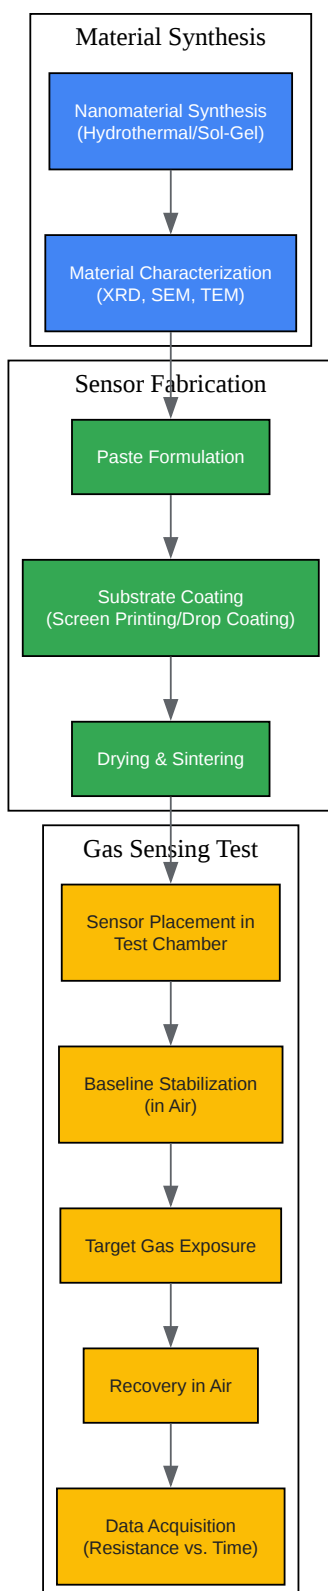 Material Synthesis
Nanomaterial Synthesis
(Hydrothermal/Sol-Gel)
Material Characterization
(XRD, SEM, TEM)
Sensor Fabrication
Paste Formulation
Substrate Coating
(Screen Printing/Drop Coating)
Drying & Sintering
Gas Sensing Test
Sensor Placement in
Test Chamber
Baseline Stabilization
(in Air)
Target Gas Exposure
Recovery in Air
Data Acquisition
(Resistance vs. Time)